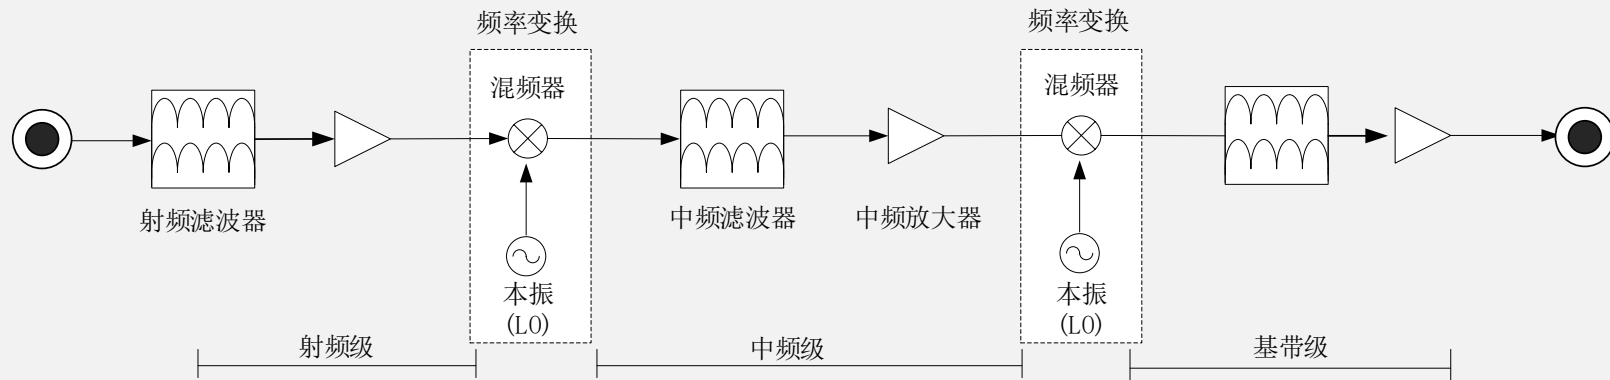 频率变换
频率变换
混频器
混频器
射频滤波器
中频滤波器
中频放大器
本振
(LO)
本振
(LO)
射频级
中频级
基带级